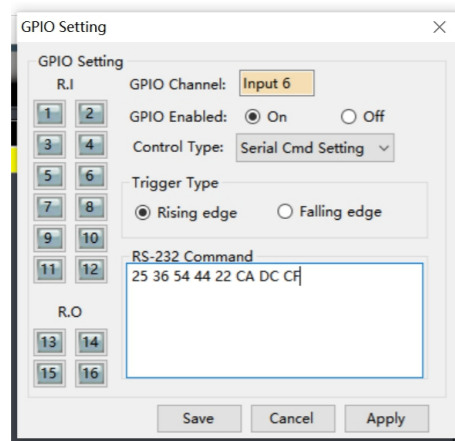 GPIO Setting
GPIO Setting
R.I
1 2
3 4
5 6
7 8
9 10
11 12
R.O
13 14
15 16
GPIO Channel: Input 6
GPIO Enabled: On Off
Control Type: Serial Cmd Setting
Trigger Type
Rising edge Falling edge
RS-232 Command
25 36 54 44 22 CA DC CF
Save Cancel Apply